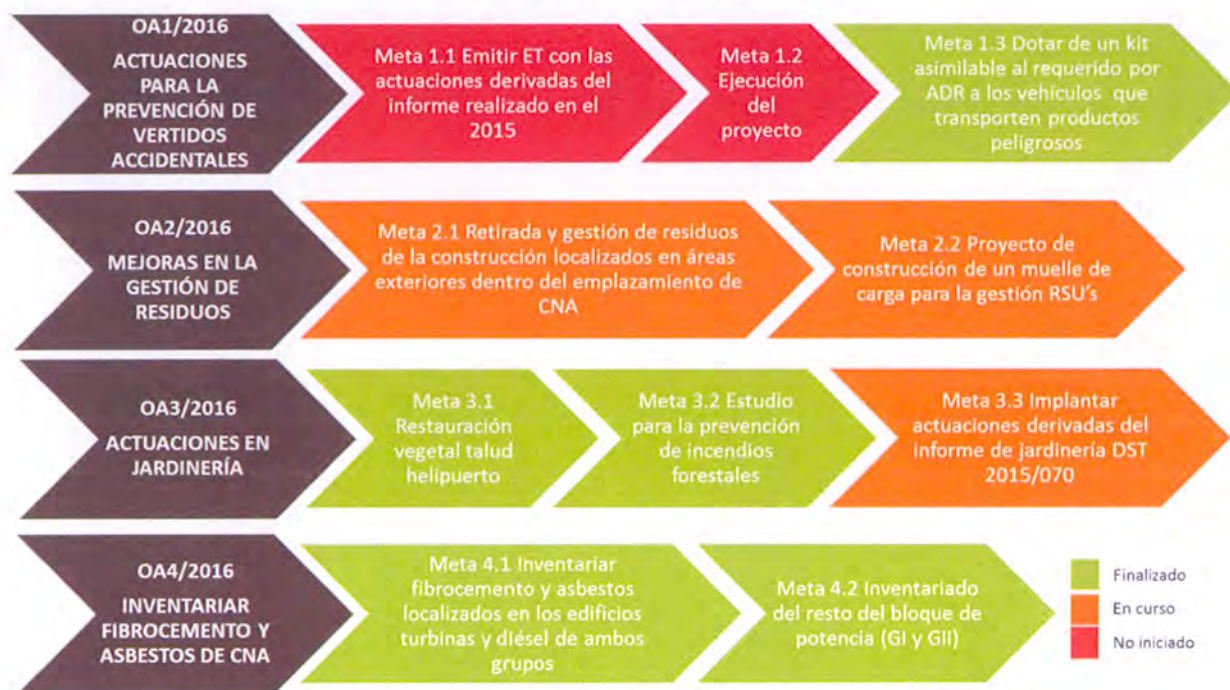 OA1/2016
ACTUACIONES
PARA LA
PREVENCIÓN DE
VERTIDOS
ACCIDENTALES
Meta 1.1 Emitir ET con las
actuaciones derivadas del
informe realizado en el
2015
Meta 1.2
Ejecución
del
proyecto
Meta 1.3 Dotar de un kit
asimilable al requerido por
ADR a los vehículos que
transporten productos
peligrosos
OA2/2016
MEJORAS EN LA
GESTIÓN DE
RESIDUOS
Meta 2.1 Retirada y gestión de residuos
de la construcción localizados en áreas
exteriores dentro del emplazamiento de
CNA
Meta 2.2 Proyecto de
construcción de un muelle de
carga para la gestión RSU's
OA3/2016
ACTUACIONES EN
JARDINERÍA
Meta 3.1
Restauración
vegetal talud
helipuerto
Meta 3.2 Estudio
para la prevención
de incendios
forestales
Meta 3.3 Implantar
actuaciones derivadas del
informe de jardinería DST
2015/070
OA4/2016
INVENTARIAR
FIBROCEMENTO Y
ASBESTOS DE CNA
Meta 4.1 Inventariar
fibrocemento y asbestos
localizados en los edificios
turbinas y diésel de ambos
grupos
Meta 4.2 Inventariado
del resto del bloque de
potencia (GI y GII)
Finalizado
En curso
No iniciado